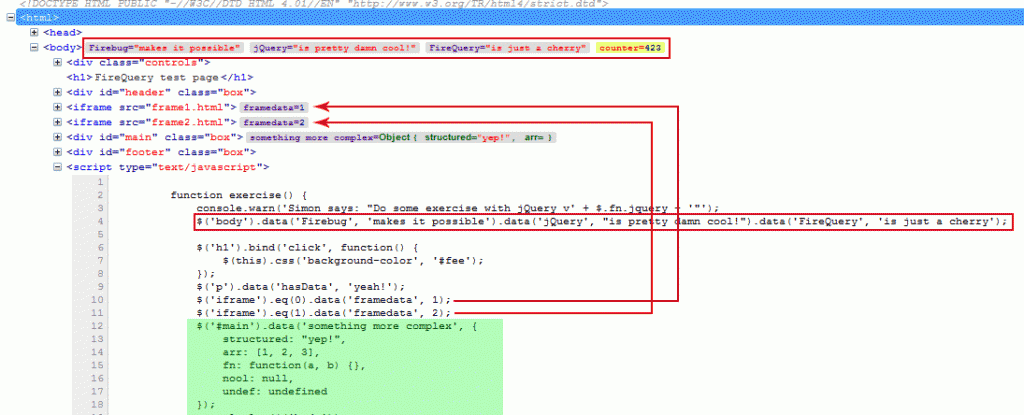 <!DOCTYPE HTML PUBLIC "-//W3C//DTD HTML 4.01//EN" "http://www.w3.org/TR/html4/strict.dtd">
<html>
<head>
<body> Firebug="makes it possible" jQuery="is pretty damn cool!" FireQuery="is just a cherry" counter=423
<div class="controls">
<h1>FireQuery test page</h1>
<div id="header" class="box">
<iframe src="frame1.html"> framedata=1
<iframe src="frame2.html"> framedata=2
<div id="main" class="box"> something more complex=Object { structured="yep!", arr= }
<div id="footer" class="box">
<script type="text/javascript">
1
2 function exercise() {
3 console.warn('Simon says: "Do some exercise with jQuery v' + $.fn.jquery + '"');
4 $('body').data('Firebug', 'makes it possible').data('jQuery', "is pretty damn cool!").data('FireQuery', 'is just a cherry');
5
6 $('h1').bind('click', function() {
7 $(this).css('background-color', '#fee');
8 });
9 $('p').data('hasData', 'yeah!');
10 $('iframe').eq(0).data('framedata', 1);
11 $('iframe').eq(1).data('framedata', 2);
12 $('#main').data('something more complex', {
13 structured: "yep!",
14 arr: [1, 2, 3],
15 fn: function(a, b) {},
16 nool: null,
17 undef: undefined
18 });